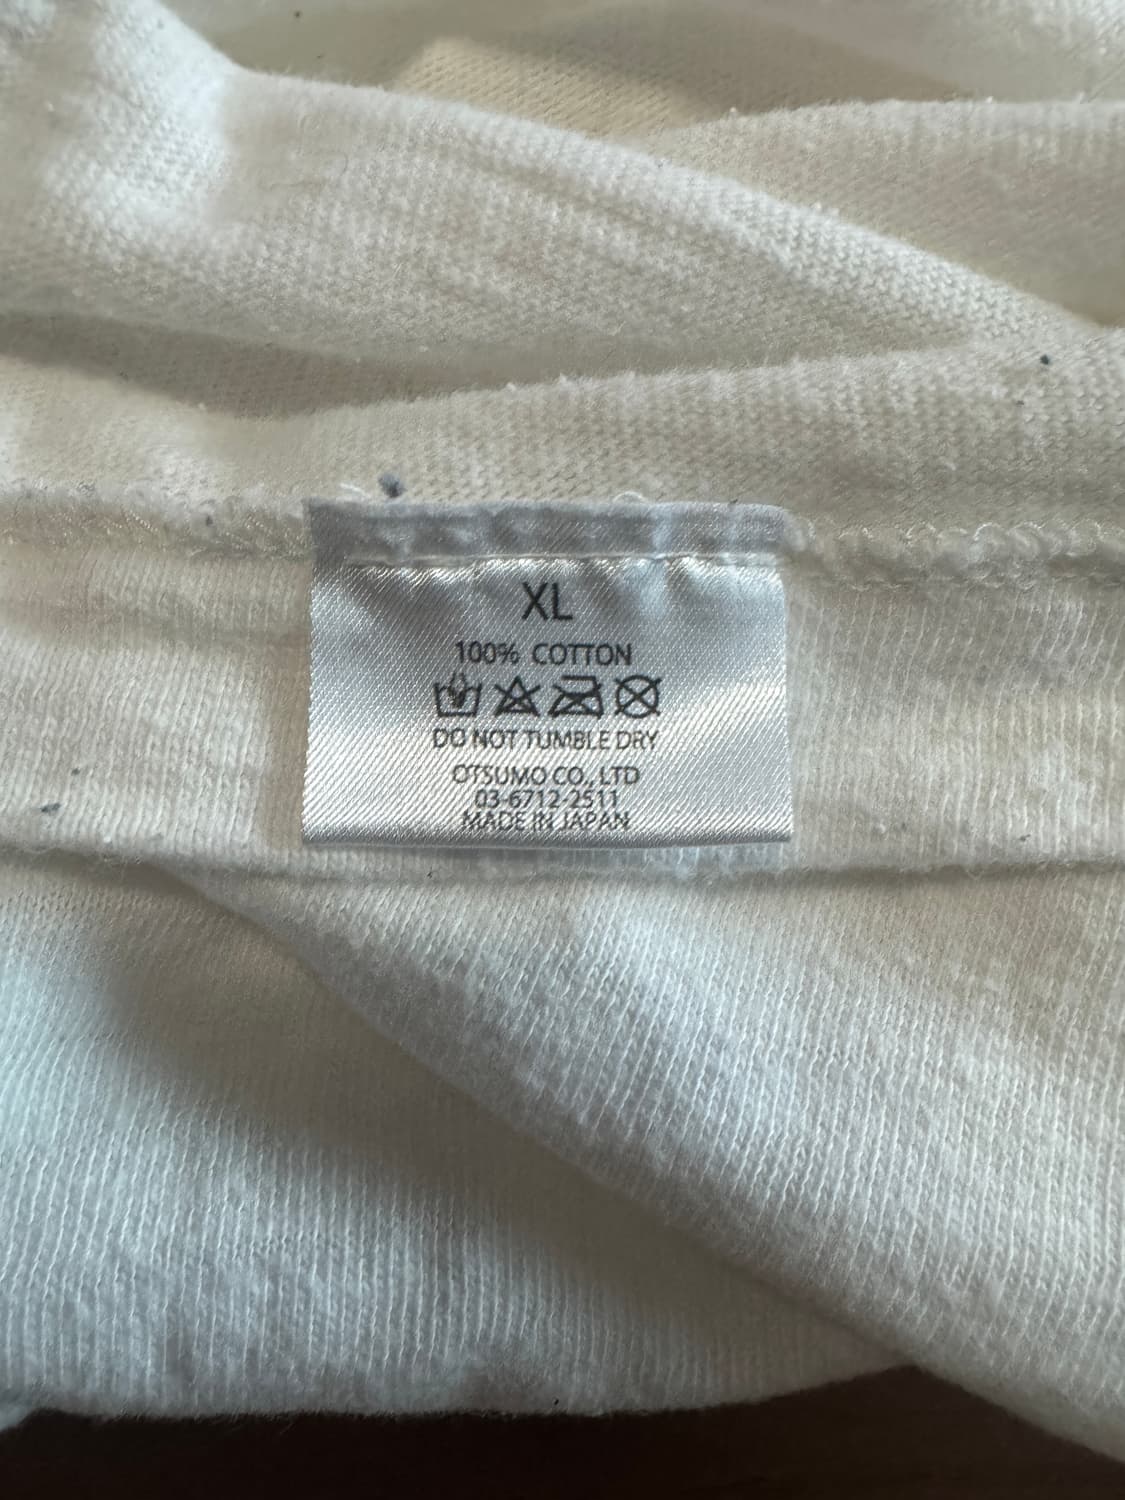 XL
100% COTTON
DO NOT TUMBLE DRY
OTSUMO CO., LTD
03-6712-2511
MADE IN JAPAN